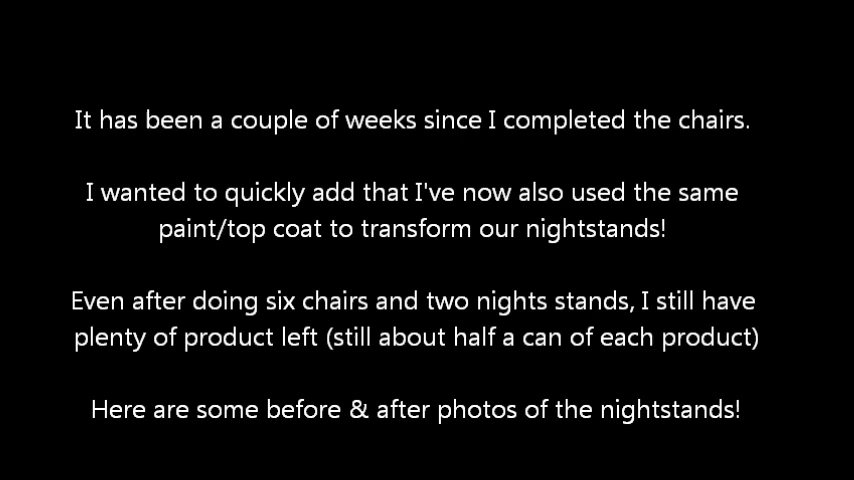 It has been a couple of weeks since I completed the chairs.
I wanted to quickly add that I've now also used the same
paint/top coat to transform our nightstands!
Even after doing six chairs and two nights stands, I still have
plenty of product left (still about half a can of each product)
Here are some before & after photos of the nightstands!